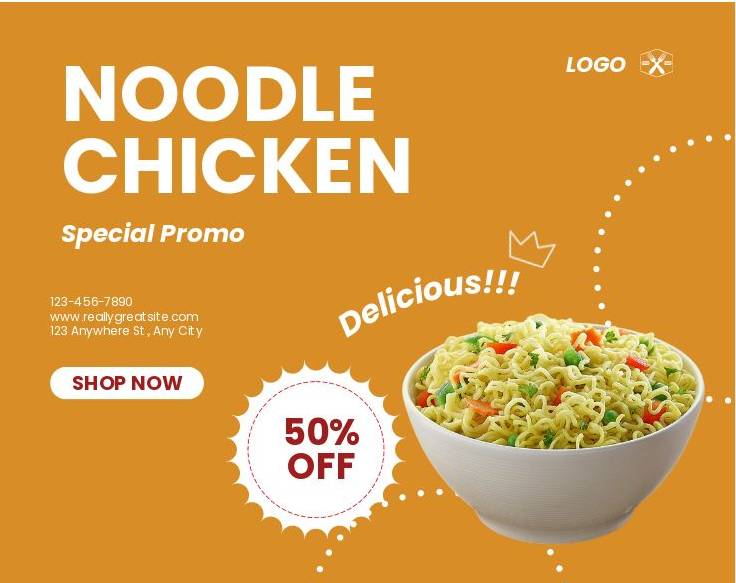 NOODLE
CHICKEN
LOGO
Special Promo
Delicious!!!
123-456-7890
www.reallygreatsite.com
123 Anywhere St., Any City
SHOP NOW
50%
OFF